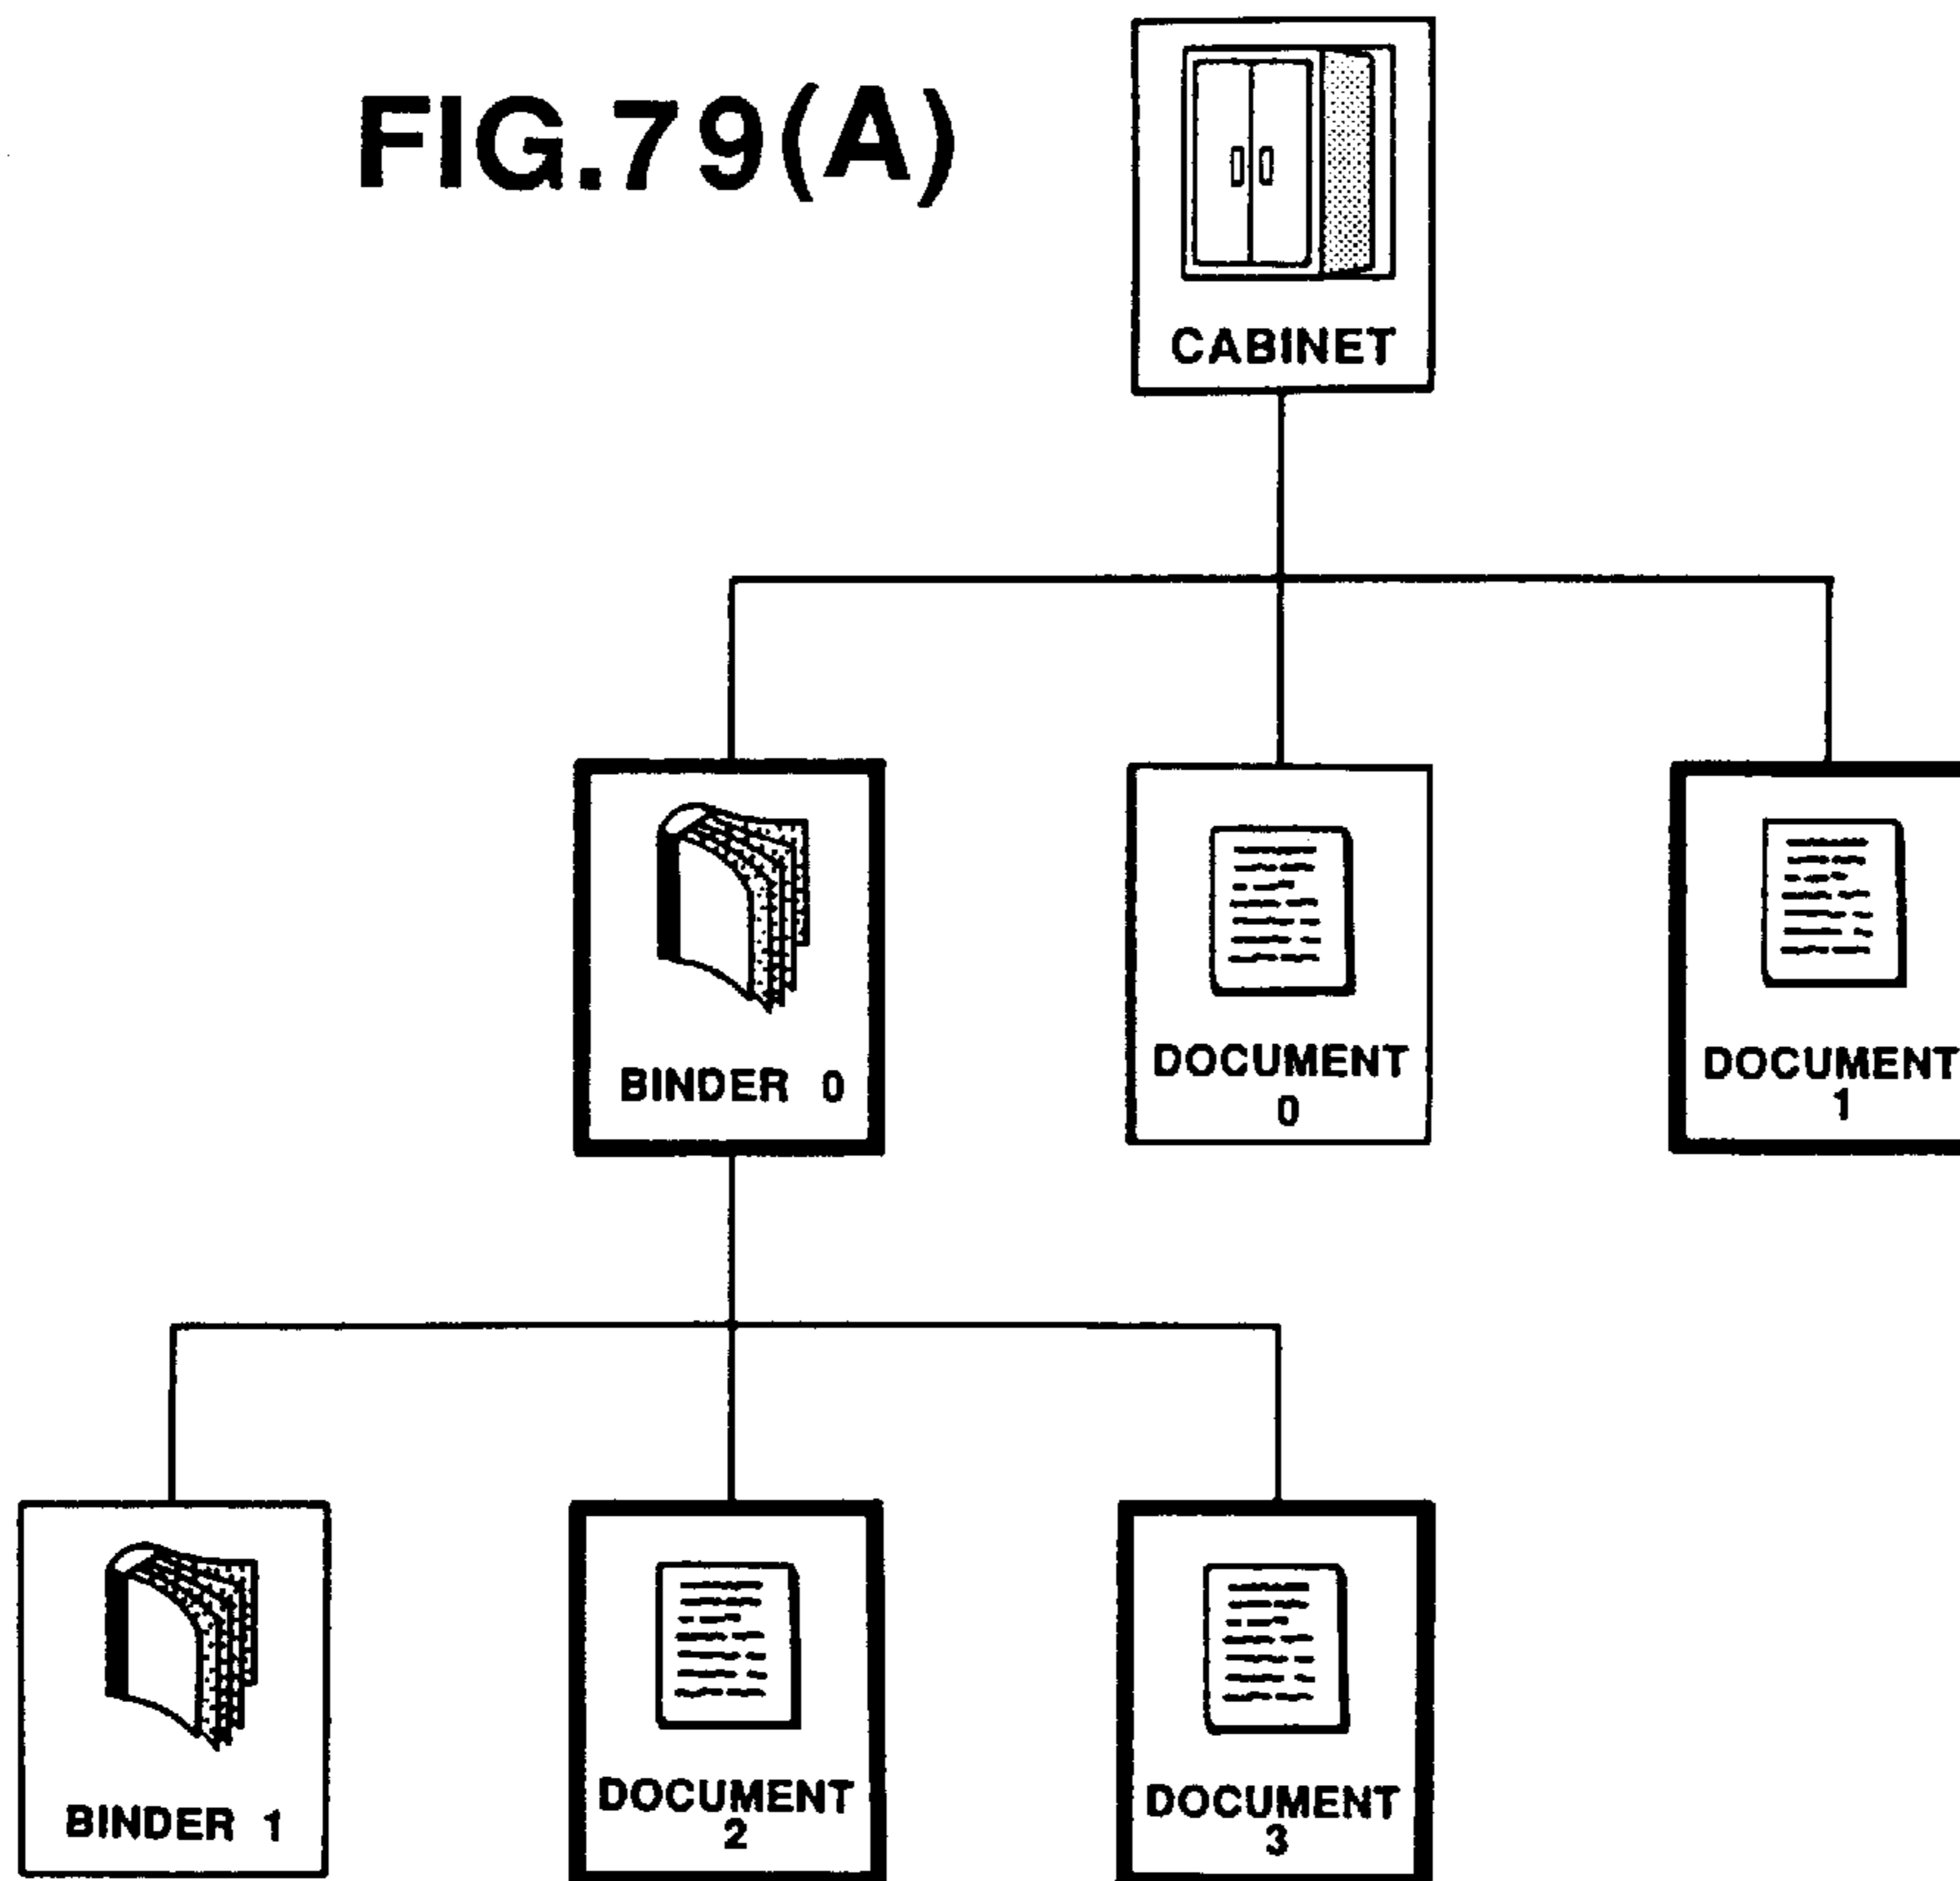 FIG.79(A)
CABINET
BINDER 0
DOCUMENT
0
DOCUMENT
1
BINDER 1
DOCUMENT
2
DOCUMENT
3